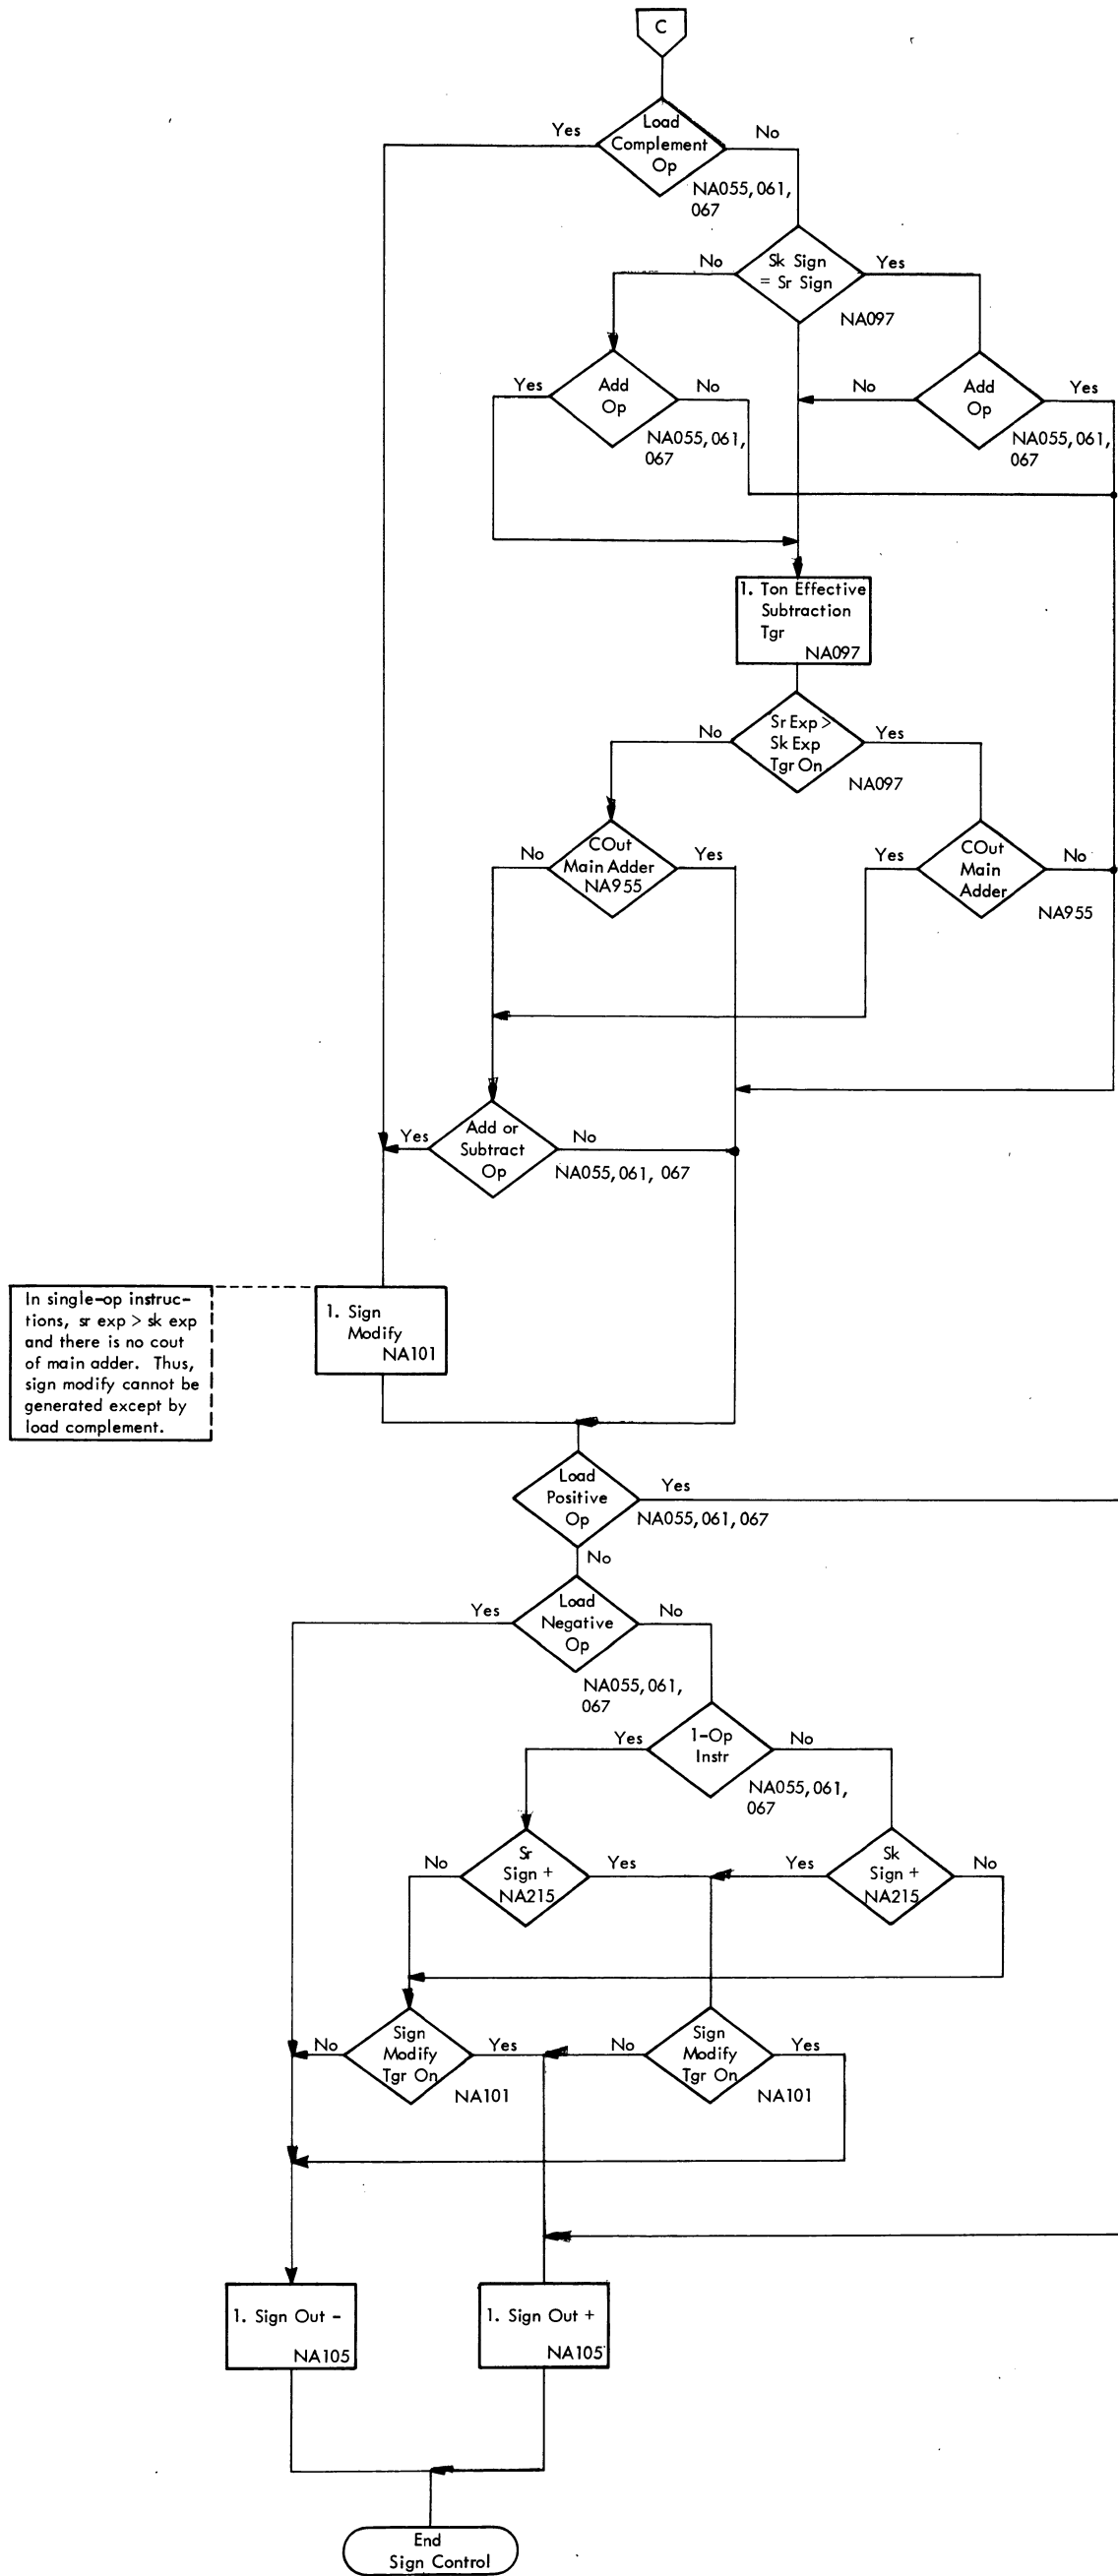 C
Load
Complement
Op
Yes
No
NA055, 061,
067
Sk Sign
= Sr Sign
No
Yes
NA097
Add
Op
Yes
No
NA055, 061,
067
Add
Op
No
Yes
NA055, 061,
067
1. Ton Effective
Subtraction
Tgr
NA097
Sr Exp >
Sk Exp
Tgr On
No
Yes
NA097
COut
Main Adder
NA955
No
Yes
COut
Main
Adder
Yes
No
NA955
Add or
Subtract
Op
Yes
No
NA055, 061, 067
In single-op instruc-
tions, sr exp > sk exp
and there is no cout
of main adder. Thus,
sign modify cannot be
generated except by
load complement.
1. Sign
Modify
NA101
Load
Positive
Op
Yes
NA055, 061, 067
No
Load
Negative
Op
Yes
No
NA055, 061,
067
1-Op
Instr
Yes
No
NA055, 061,
067
Sr
Sign +
NA215
No
Yes
Sk
Sign +
NA215
Yes
No
Sign
Modify
Tgr On
No
Yes
NA101
Sign
Modify
Tgr On
No
Yes
NA101
1. Sign Out -
NA105
1. Sign Out +
NA105
End
Sign Control